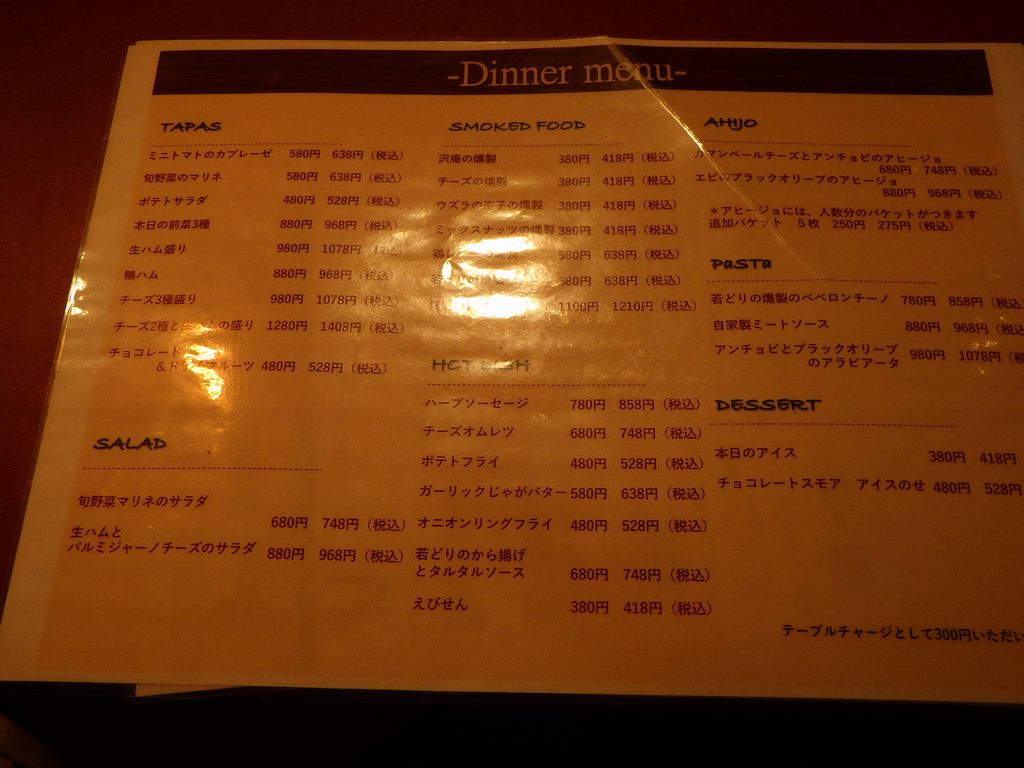 -Dinner menu-
TAPAS
ミニトマトのカプレーゼ 580円 638円（税込）
旬野菜のマリネ 580円 638円（税込）
ポテトサラダ 480円 528円（税込）
本日の前菜3種 880円 968円（税込）
生ハム盛り 980円 1078円（税込）
鴨ハム 880円 968円（税込）
チーズ3種盛り 980円 1078円（税込）
チーズ2種と生ハムの盛り 1280円 1408円（税込）
チョコレート
＆ドライフルーツ 480円 528円（税込）
SALAD
旬野菜マリネのサラダ
680円 748円（税込）
生ハムと
パルミジャーノチーズのサラダ 880円 968円（税込）
SMOKED FOOD
沢庵の燻製 380円 418円（税込）
チーズの燻製 380円 418円（税込）
ウズラの玉子の燻製 380円 418円（税込）
ミックスナッツの燻製 380円 418円（税込）
580円 638円（税込）
580円 638円（税込）
1100円 1210円（税込）
HOT DISH
ハーブソーセージ 780円 858円（税込）
チーズオムレツ 680円 748円（税込）
ポテトフライ 480円 528円（税込）
ガーリックじゃがバター 580円 638円（税込）
オニオンリングフライ 480円 528円（税込）
若どりのから揚げ
とタルタルソース 680円 748円（税込）
えびせん 380円 418円（税込）
AHIJO
カマンベールチーズとアンチョビのアヒージョ
680円 748円（税込）
エビのブラックオリーブのアヒージョ
880円 968円（税込）
＊アヒージョには、人数分のバケットがつきます
追加バケット 5枚 250円 275円（税込）
PaSTa
若どりの燻製のペペロンチーノ 780円 858円（税込）
自家製ミートソース 880円 968円（税込
アンチョビとブラックオリーブ
のアラビアータ 980円 1078円（税
DESSERT
本日のアイス 380円 418円
チョコレートスモア アイスのせ 480円 528円
テーブルチャージとして300円いただい